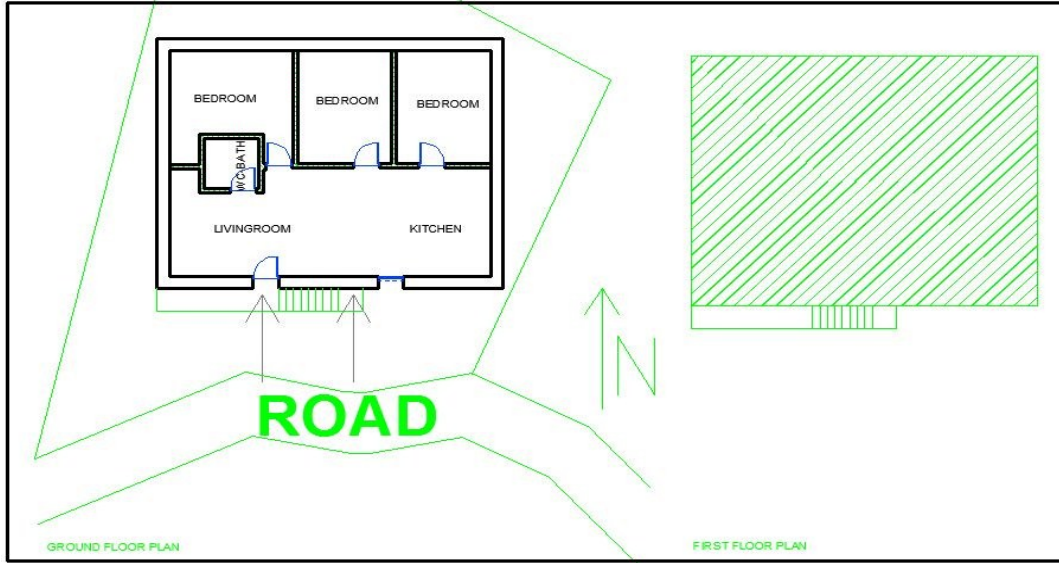 BEDROOM
BEDROOM
BEDROOM
WC-BATH
LIVINGROOM
KITCHEN
N
ROAD
GROUND FLOOR PLAN
FIRST FLOOR PLAN